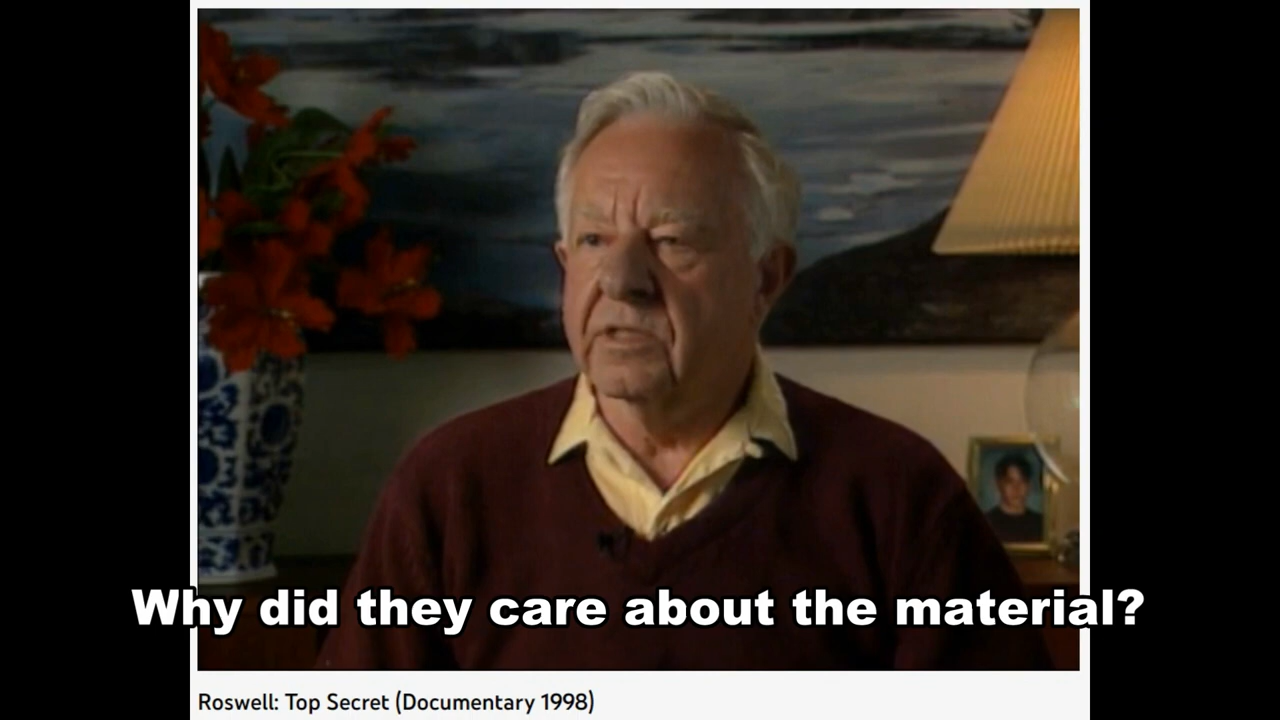 Why did they care about the material?
Roswell: Top Secret (Documentary 1998)